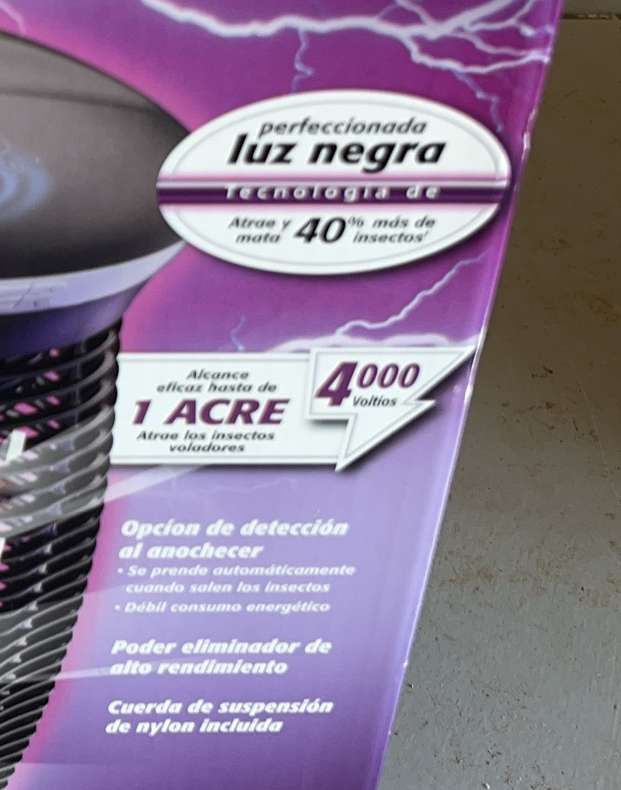 perfeccionada
luz negra
Tecnología de
Atrae y mata 40% más de insectos'
Alcance
eficaz hasta de
1 ACRE
Atrae los insectos
voladores
4000
Voltios
Opcíon de detección
al anochecer
• Se prende automáticamente
cuando salen los insectos
• Débil consumo energético
Poder eliminador de
alto rendimiento
Cuerda de suspensión
de nylon incluida